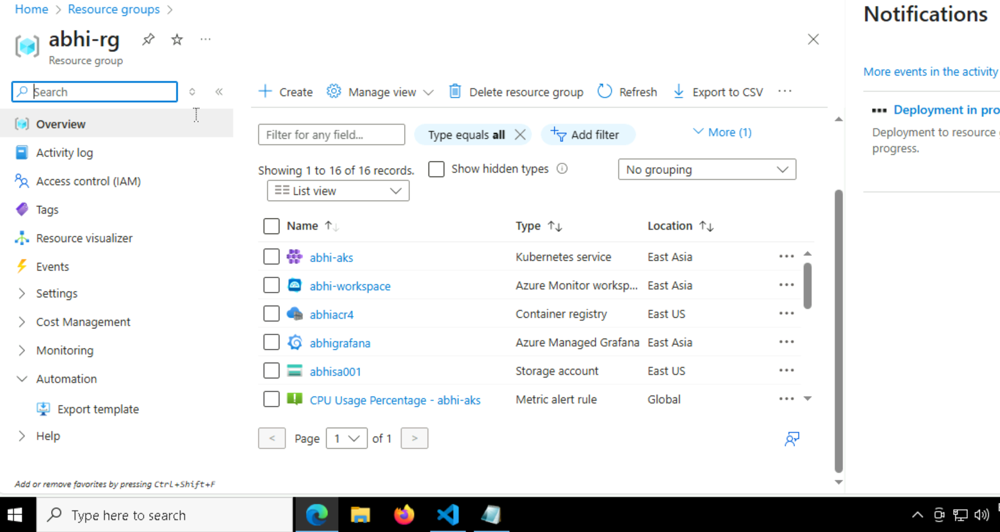 Home > Resource groups >
abhi-rg
Resource group
Search
Overview
Activity log
Access control (IAM)
Tags
Resource visualizer
Events
Settings
Cost Management
Monitoring
Automation
Export template
Help
Add or remove favorites by pressing Ctrl+Shift+F
Create Manage view Delete resource group Refresh Export to CSV
Filter for any field... Type equals all Add filter More (1)
Showing 1 to 16 of 16 records. Show hidden types No grouping
List view
Name Type Location
abhi-aks Kubernetes service East Asia
abhi-workspace Azure Monitor worksp... East Asia
abhiacr4 Container registry East US
abhigrafana Azure Managed Grafana East Asia
abhisa001 Storage account East US
CPU Usage Percentage - abhi-aks Metric alert rule Global
< Page 1 of 1 >
Notifications
More events in the activity
Deployment in pro
Deployment to resource
progress.
Type here to search